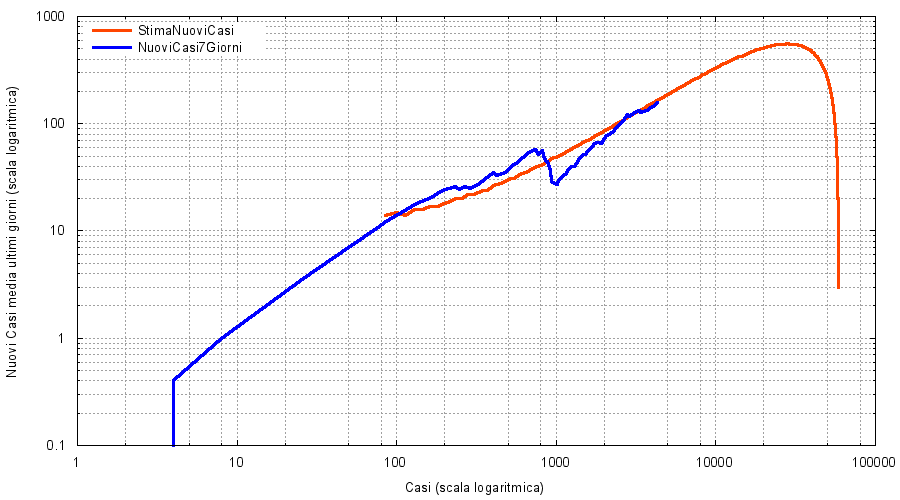 1000
StimaNuoviCasi
NuoviCasi7Giorni
100
10
1
0.1
Nuovi Casi media ultimi giorni (scala logaritmica)
1 10 100 1000 10000 100000
Casi (scala logaritmica)